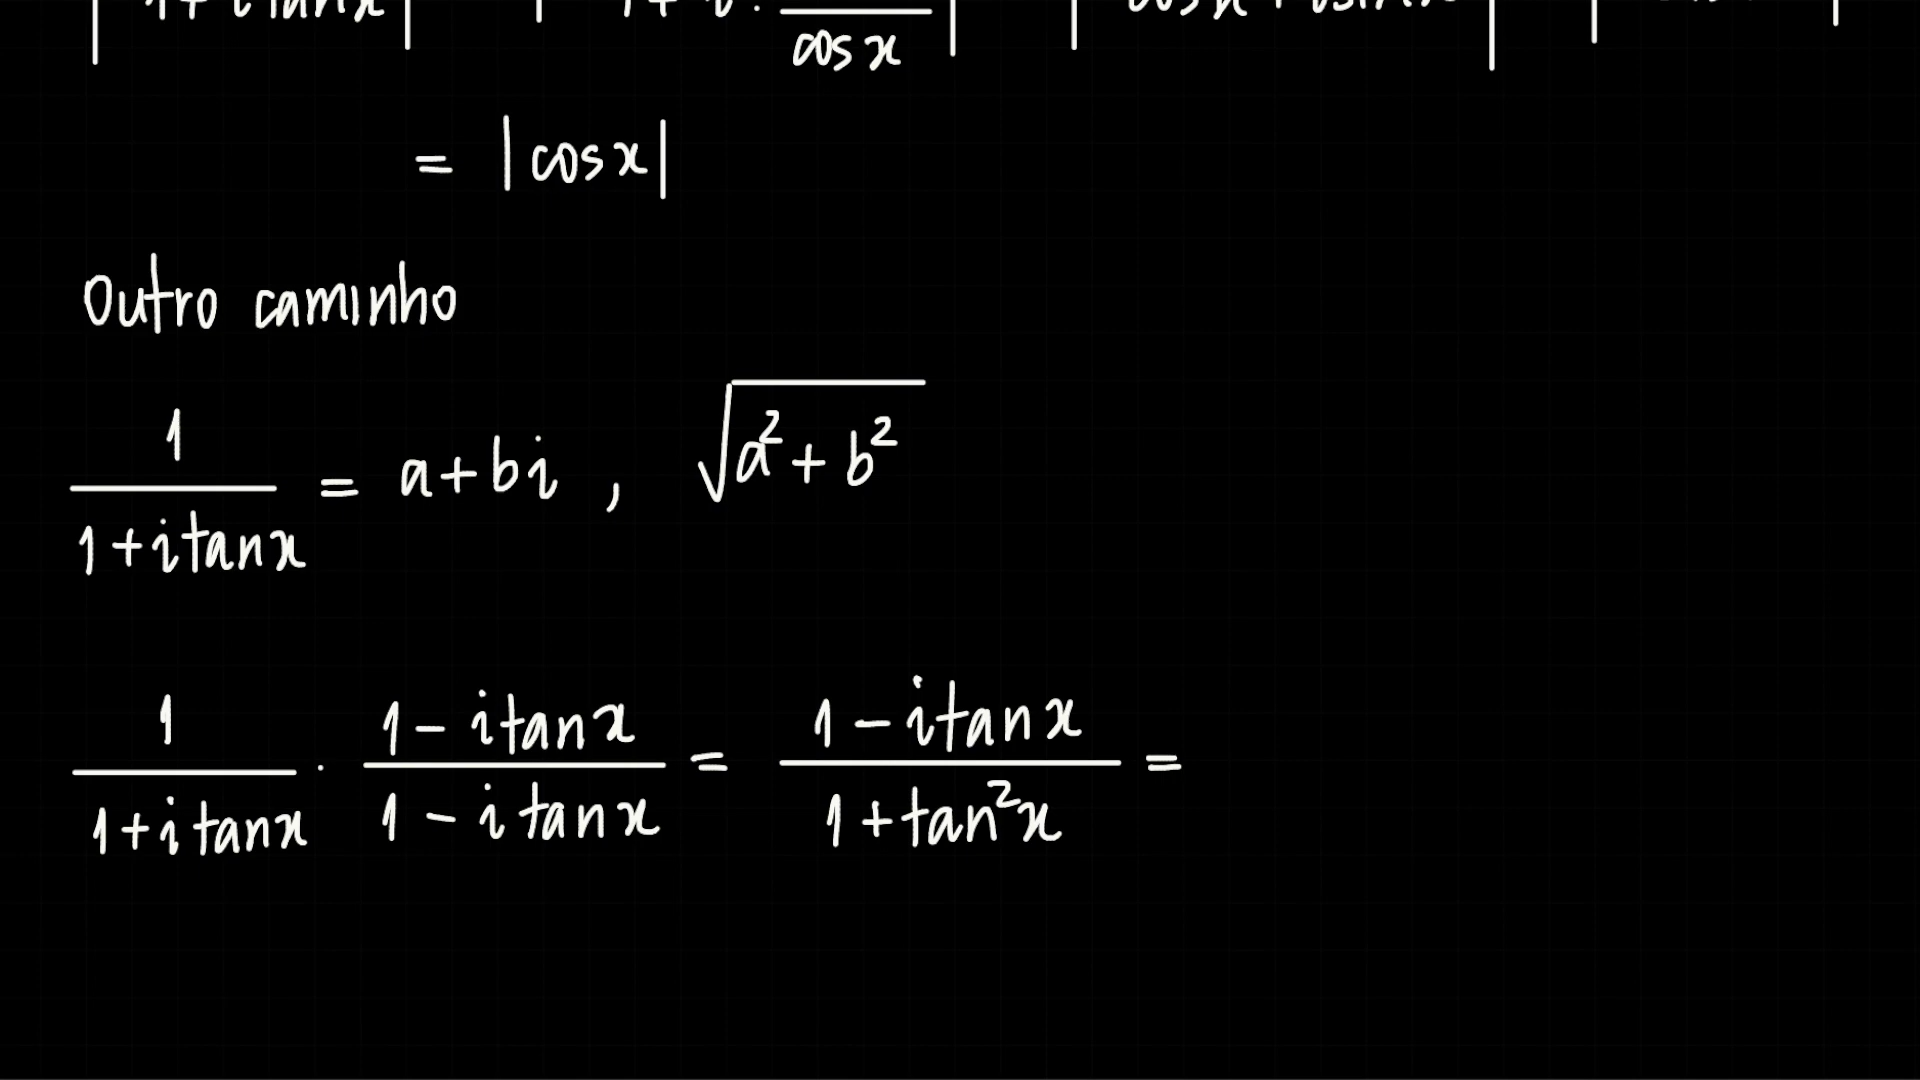 cos x
= |cos x|
Outro caminho
1/(1+i tan x) = a+bi , √(a²+b²)
1/(1+i tan x) · (1 - i tan x)/(1 - i tan x) = (1 - i tan x)/(1 + tan²x) =